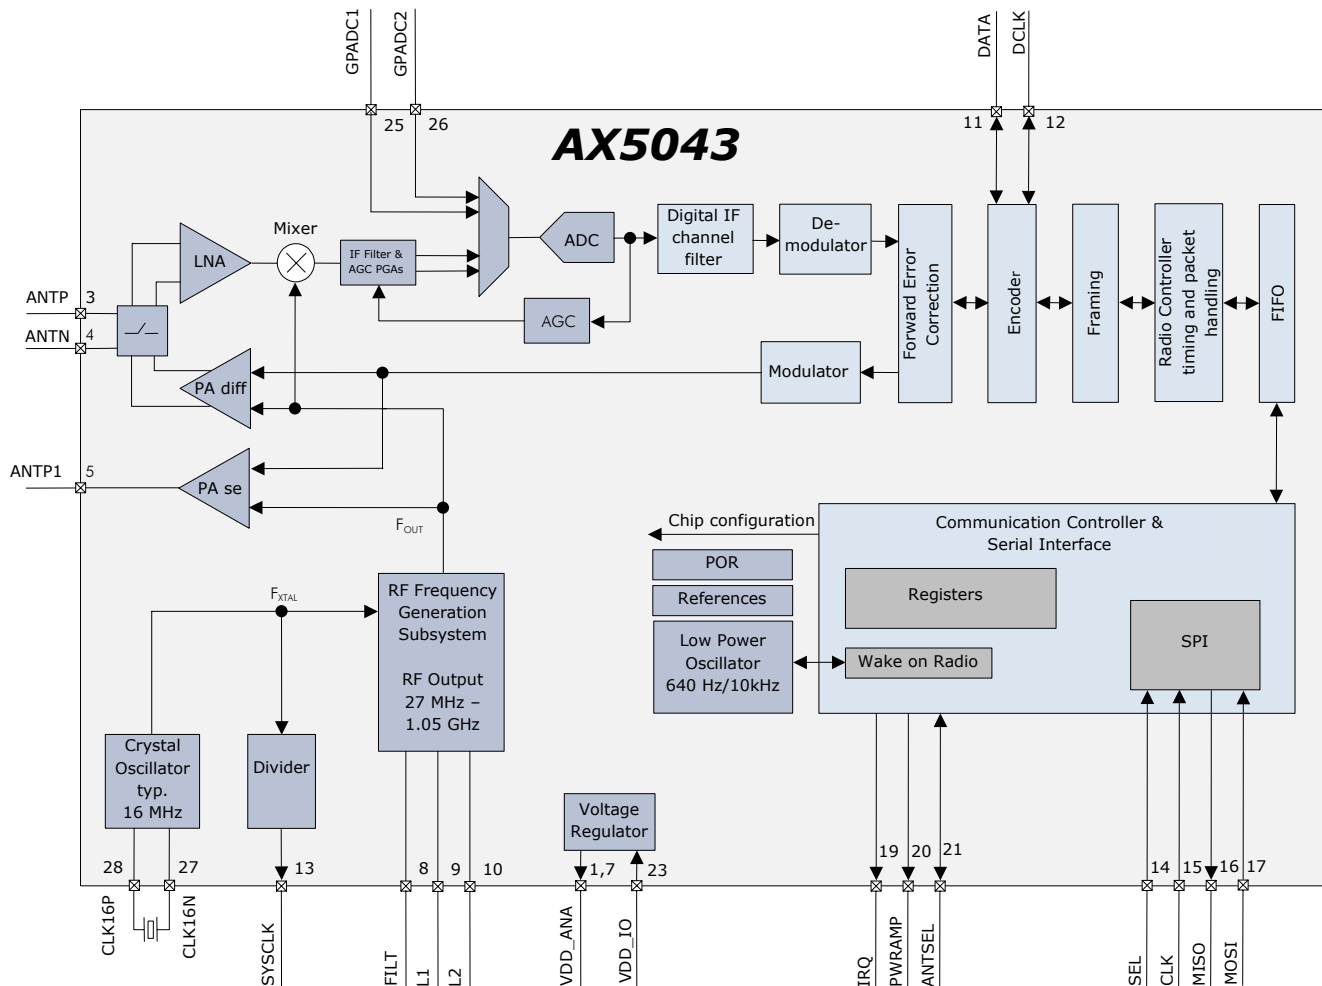 GPADC1
GPADC2
DATA
DCLK
25
26
11
12
AX5043
Mixer
LNA
IF Filter &
AGC PGAs
ADC
AGC
Digital IF
channel
filter
De-
modulator
Forward Error
Correction
Encoder
Framing
Radio Controller
timing and packet
handling
FIFO
ANTP
3
ANTN
4
PA diff
Modulator
ANTP1
5
PA se
FOUT
Chip configuration
Communication Controller &
Serial Interface
POR
References
Low Power
Oscillator
640 Hz/10kHz
Registers
Wake on Radio
SPI
FXTAL
RF Frequency
Generation
Subsystem
RF Output
27 MHz –
1.05 GHz
Crystal
Oscillator
typ.
16 MHz
Divider
Voltage
Regulator
28
27
13
8
9
10
1,7
23
19
20
21
14
15
16
17
CLK16P
CLK16N
SYSCLK
FILT
L1
L2
VDD_ANA
VDD_IO
IRQ
PWRAMP
ANTSEL
SEL
CLK
MISO
MOSI